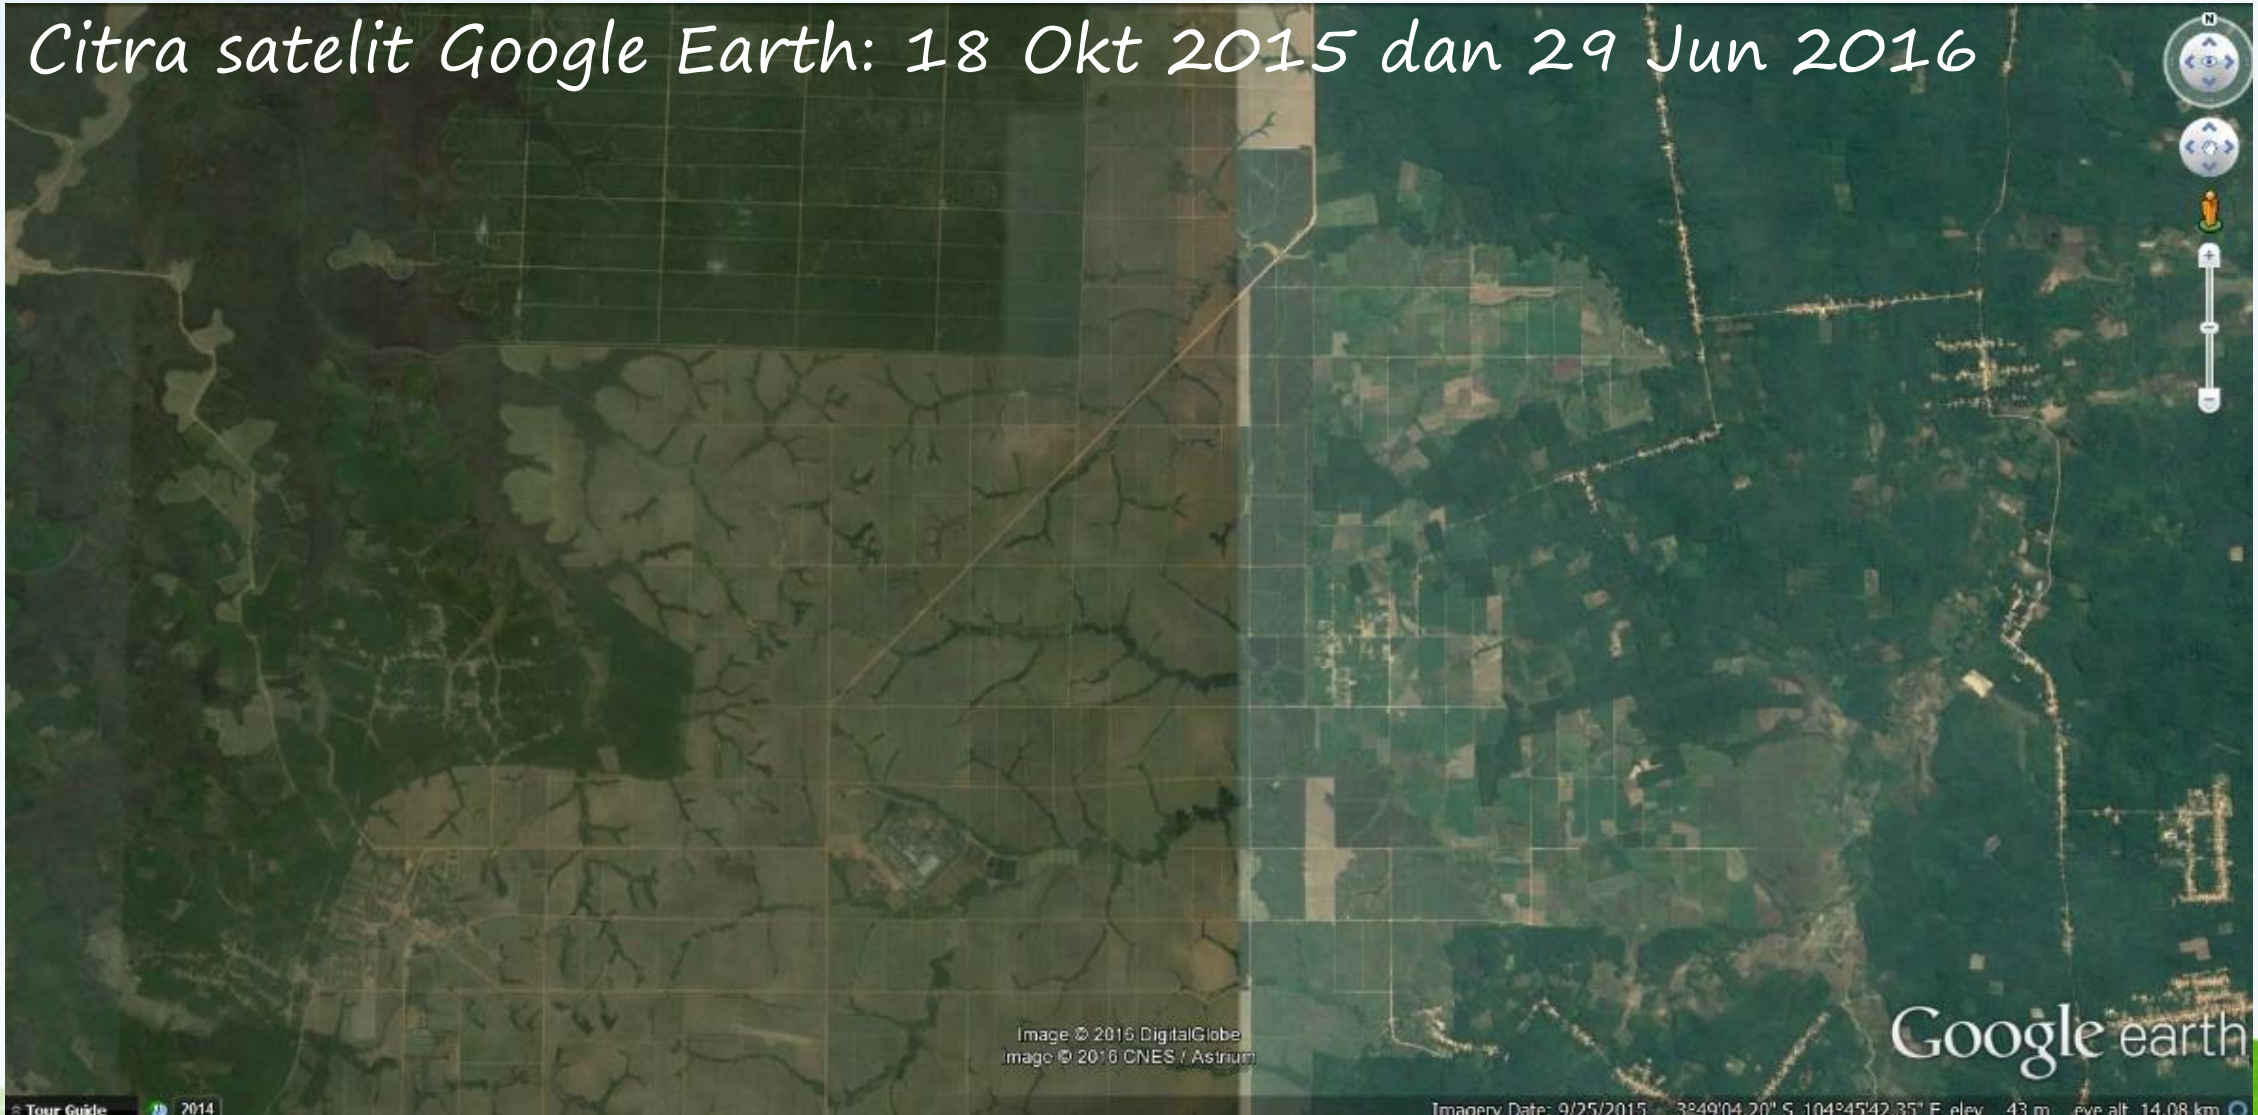 Citra satelit Google Earth: 18 Okt 2015 dan 29 Jun 2016
N
Image © 2016 DigitalGlobe
Image © 2016 CNES / Astrium
Google earth
Tour Guide
2014
Imagery Date: 9/25/2015 3°49'04.20" S 104°45'42.35" E elev 43 m eye alt 14.08 km